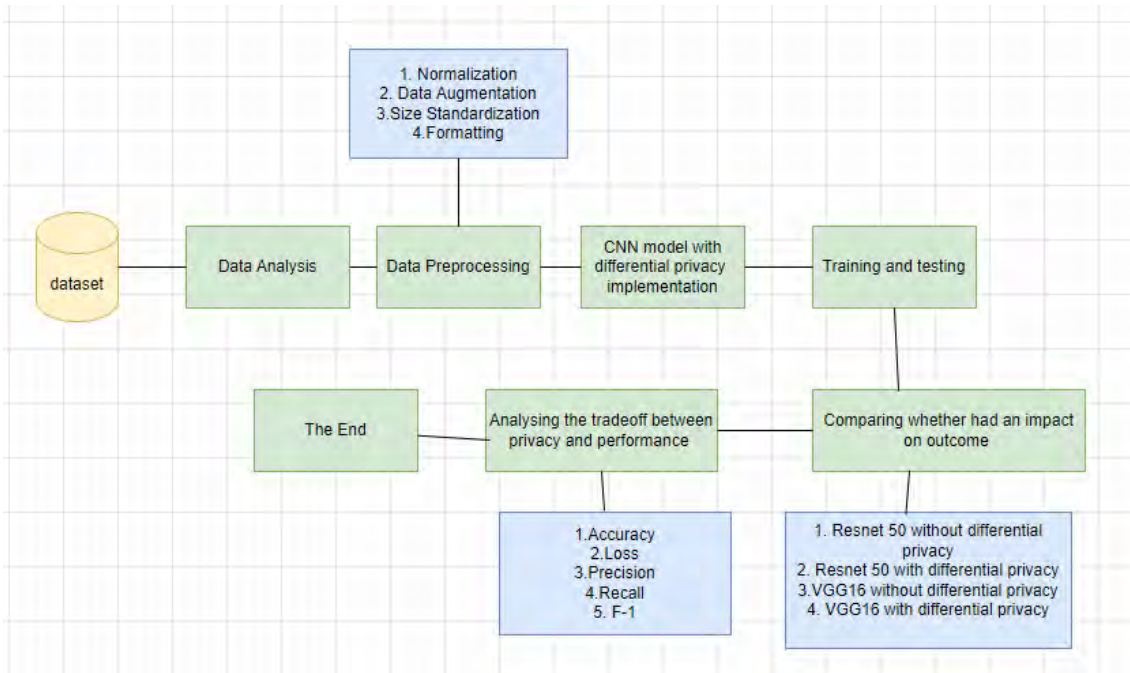 1. Normalization
2. Data Augmentation
3.Size Standardization
4.Formatting
dataset
Data Analysis
Data Preprocessing
CNN model with
differential privacy
implementation
Training and testing
The End
Analysing the tradeoff between
privacy and performance
Comparing whether had an impact
on outcome
1.Accuracy
2.Loss
3.Precision
4.Recall
5. F-1
1. Resnet 50 without differential
privacy
2. Resnet 50 with differential privacy
3.VGG16 without differential privacy
4. VGG16 with differential privacy